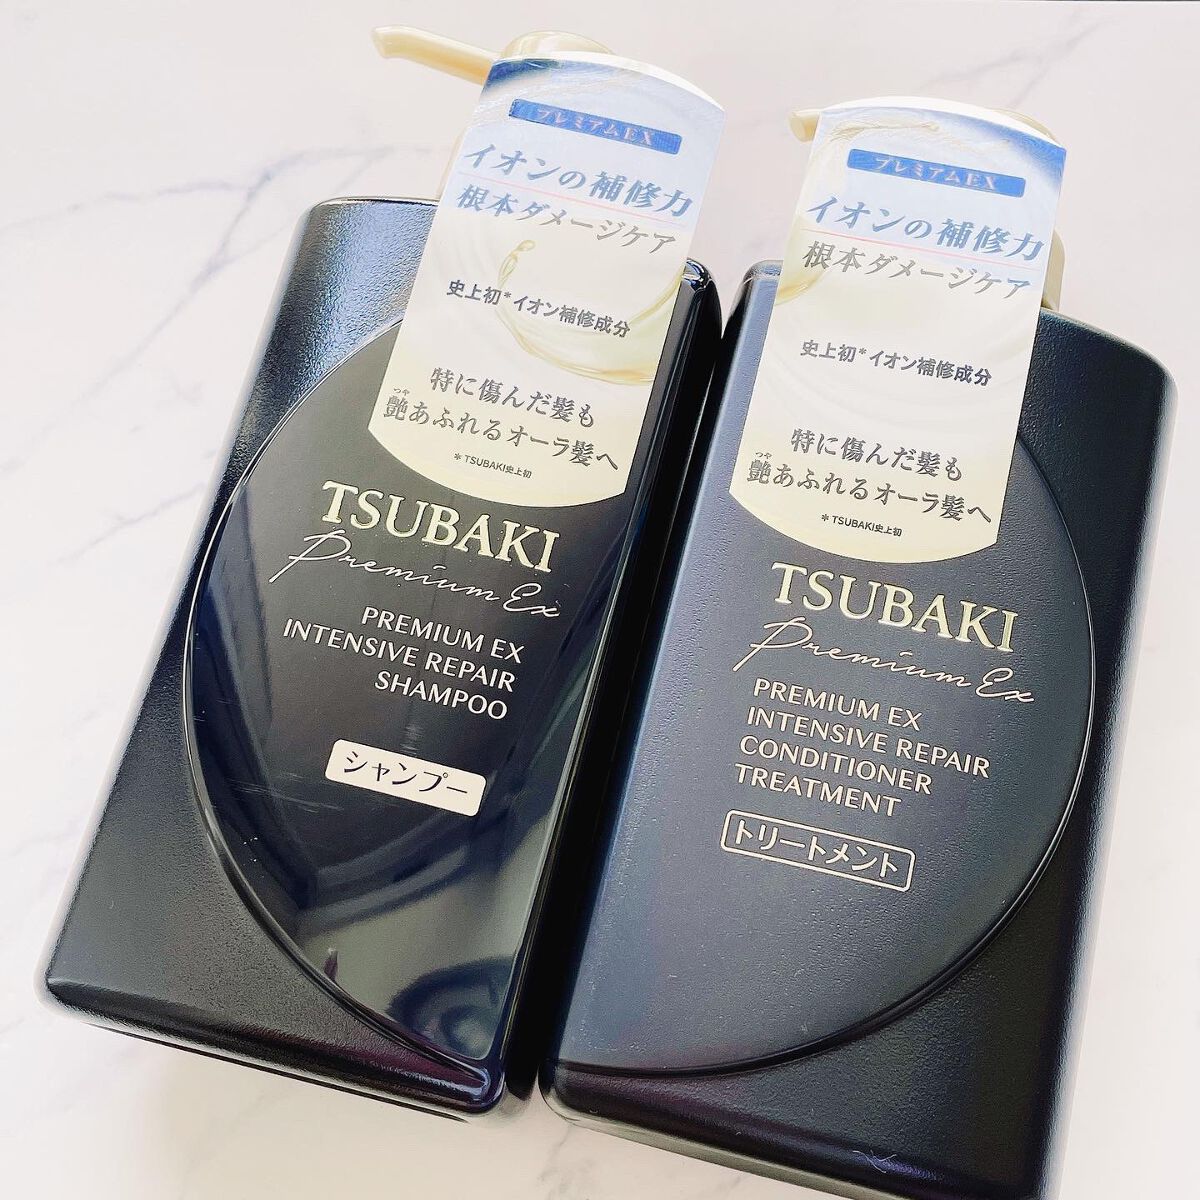 プレミアムEX
イオンの補修力
根本ダメージケア
史上初*イオン補修成分
特に傷んだ髪も
つや
艶あふれるオーラ髪へ
*TSUBAKI史上初
TSUBAKI
Premium Ex
PREMIUM EX
INTENSIVE REPAIR
SHAMPOO
シャンプー
プレミアムEX
イオンの補修力
根本ダメージケア
史上初*イオン補修成分
特に傷んだ髪も
つや
艶あふれるオーラ髪へ
*TSUBAKI史上初
TSUBAKI
Premium Ex
PREMIUM EX
INTENSIVE REPAIR
CONDITIONER
TREATMENT
トリートメント